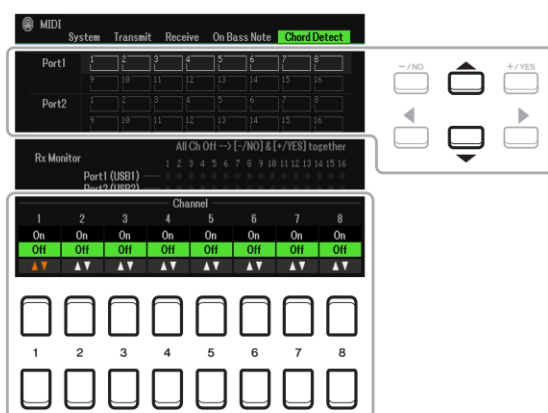 MIDI
System Transmit Receive On Bass Note Chord Detect
-/NO +/YES
Port1 1 2 3 4 5 6 7 8
9 10 11 12 13 14 15 16
Port2 1 2 3 4 5 6 7 8
9 10 11 12 13 14 15 16
All Ch Off --> [-/NO] & [+/YES] together
Rx Monitor 1 2 3 4 5 6 7 8 9 10 11 12 13 14 15 16
Port1 (USB1)
Port2 (USB2)
Channel
1 2 3 4 5 6 7 8
On On On On On On On On
Off Off Off Off Off Off Off Off
1 2 3 4 5 6 7 8